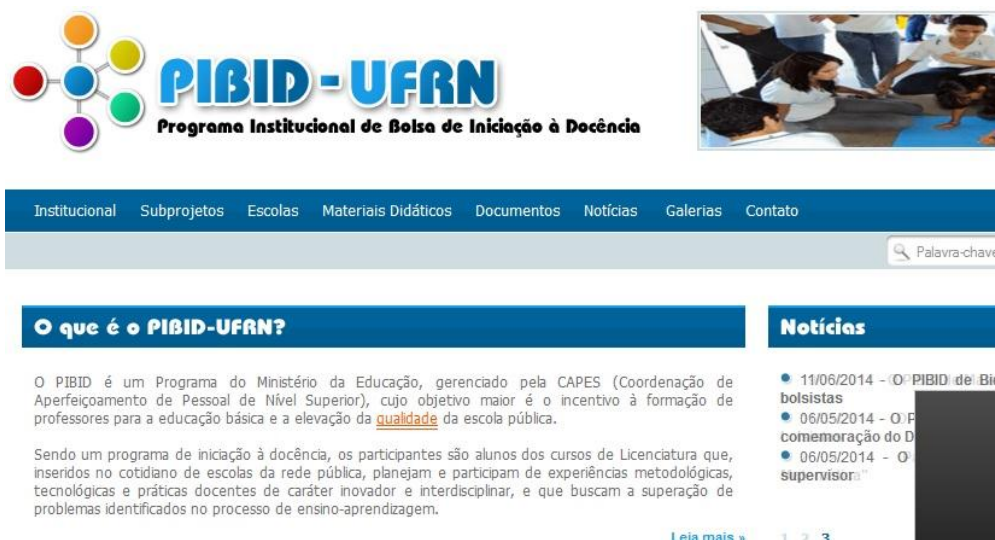 PIBID - UFRN
Programa Institucional de Bolsa de Iniciação à Docência
Institucional Subprojetos Escolas Materiais Didáticos Documentos Notícias Galerias Contato
Palavra-chave
O que é o PIBID-UFRN?
O PIBID é um Programa do Ministério da Educação, gerenciado pela CAPES (Coordenação de
Aperfeiçoamento de Pessoal de Nível Superior), cujo objetivo maior é o incentivo à formação de
professores para a educação básica e a elevação da qualidade da escola pública.
Sendo um programa de iniciação à docência, os participantes são alunos dos cursos de Licenciatura que,
inseridos no cotidiano de escolas da rede pública, planejam e participam de experiências metodológicas,
tecnológicas e práticas docentes de caráter inovador e interdisciplinar, e que buscam a superação de
problemas identificados no processo de ensino-aprendizagem.
Leia mais »
Notícias
11/06/2014 - O PIBID de
bolsistas
06/05/2014 - O
comemoração do
06/05/2014 - O
supervisor
1 2 3